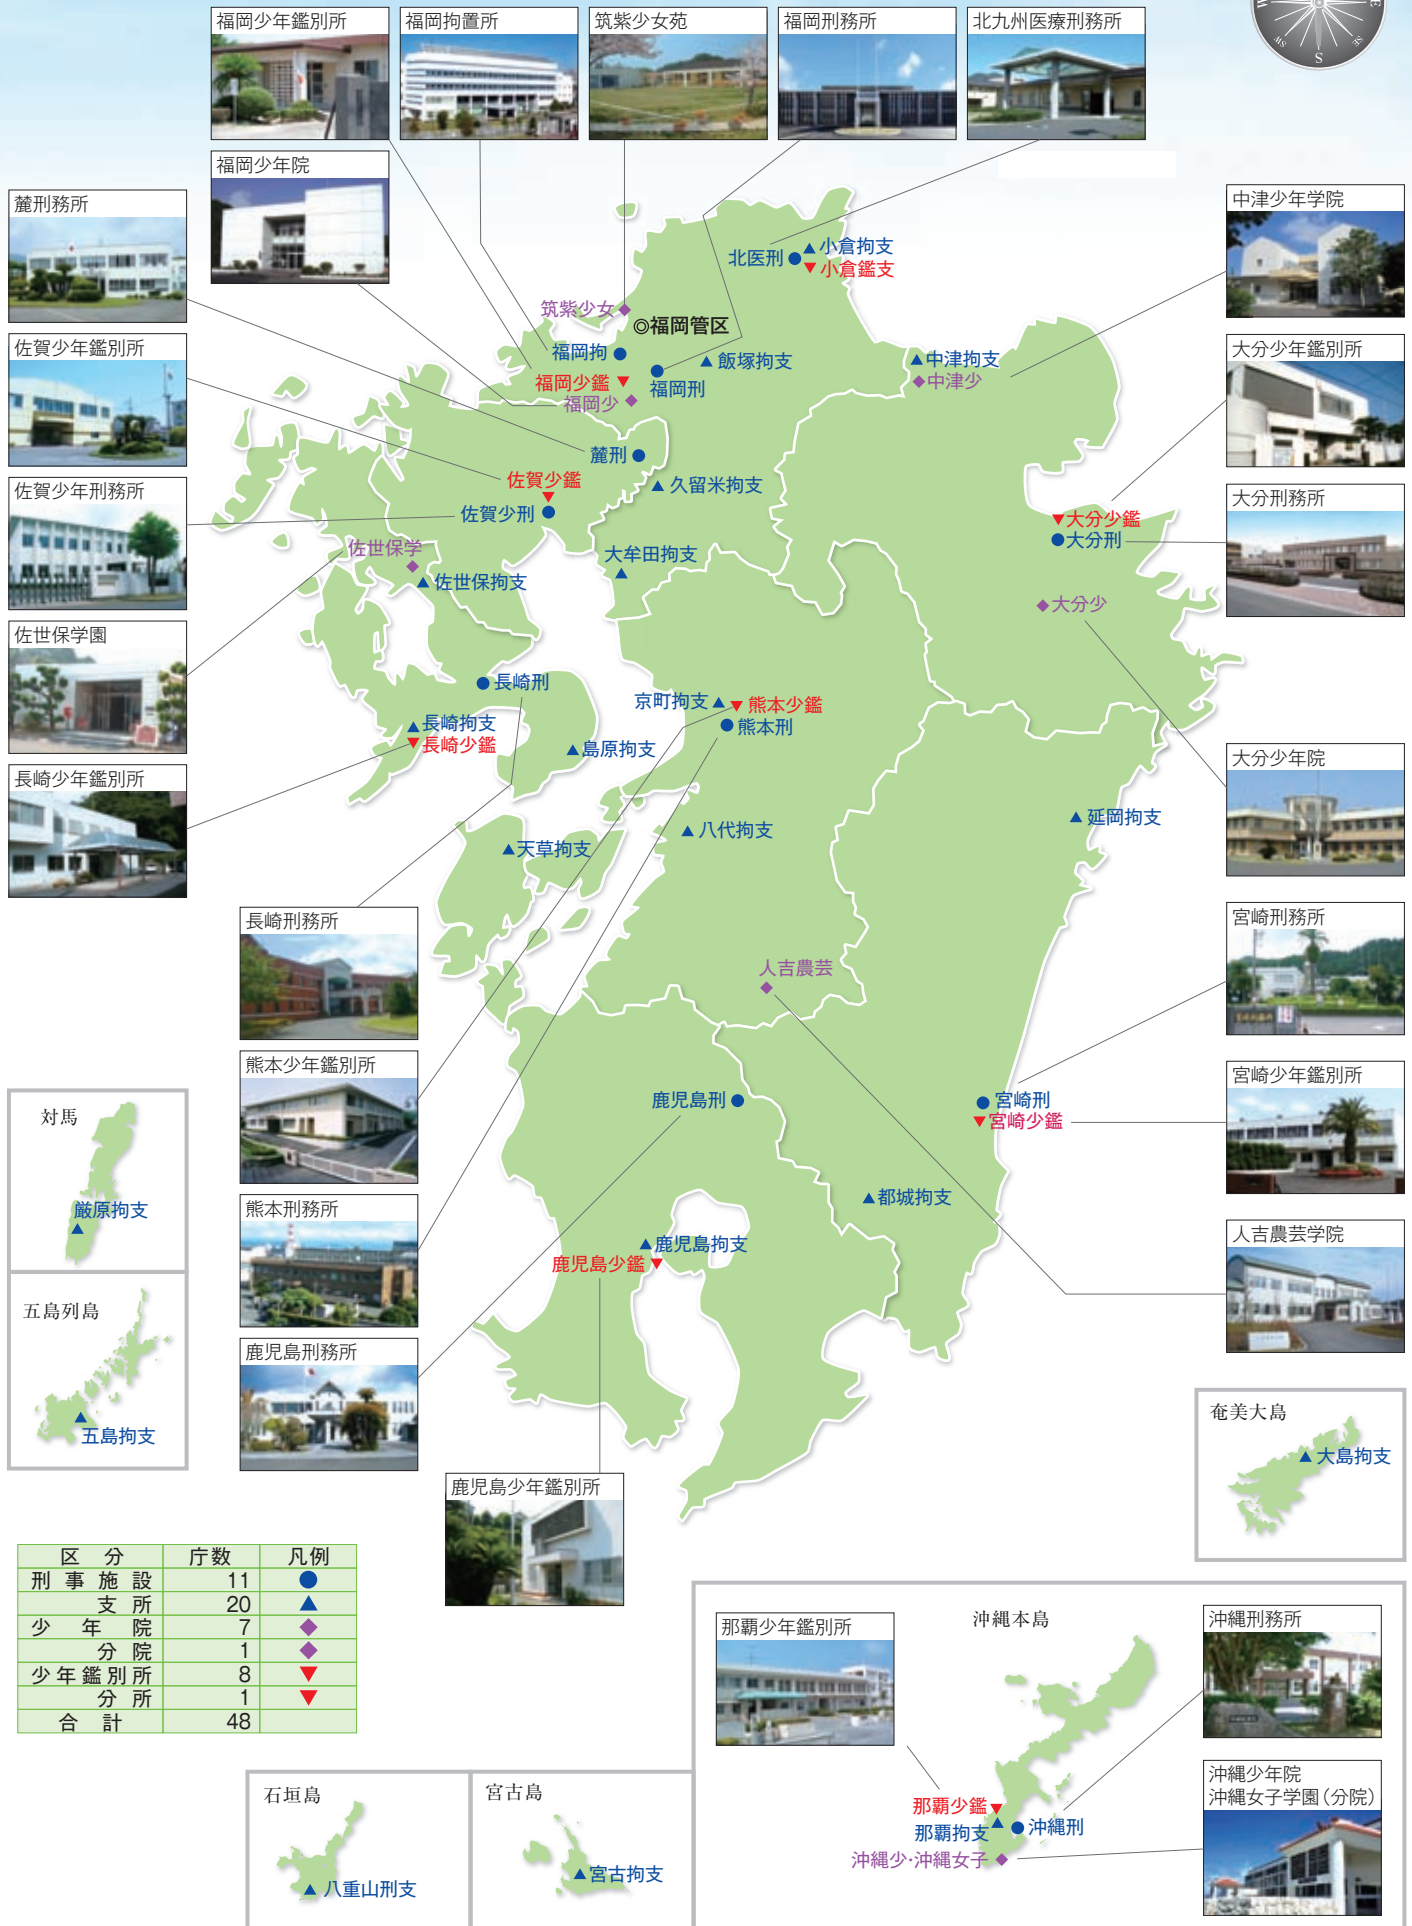 福岡少年鑑別所
福岡拘置所
筑紫少女苑
福岡刑務所
北九州医療刑務所
W
E
SW
S
SE
福岡少年院
麓刑務所
中津少年学院
佐賀少年鑑別所
大分少年鑑別所
佐賀少年刑務所
大分刑務所
佐世保学園
長崎少年鑑別所
大分少年院
北医刑
小倉拘支
小倉鑑支
筑紫少女
◎福岡管区
福岡拘
飯塚拘支
福岡少鑑
福岡刑
福岡少
中津拘支
中津少
麓刑
佐賀少鑑
久留米拘支
佐賀少刑
大分少鑑
大分刑
佐世保学
大牟田拘支
佐世保拘支
大分少
長崎刑
京町拘支
熊本少鑑
長崎拘支
熊本刑
長崎少鑑
島原拘支
延岡拘支
八代拘支
天草拘支
長崎刑務所
宮崎刑務所
人吉農芸
熊本少年鑑別所
宮崎少年鑑別所
鹿児島刑
宮崎刑
宮崎少鑑
対馬
厳原拘支
都城拘支
熊本刑務所
人吉農芸学院
鹿児島拘支
鹿児島少鑑
五島列島
五島拘支
鹿児島刑務所
奄美大島
大島拘支
鹿児島少年鑑別所
区 分 庁数 凡例
刑事施設 11
支所 20
少年院 7
分院 1
少年鑑別所 8
分所 1
合計 48
那覇少年鑑別所
沖縄本島
沖縄刑務所
沖縄少年院
沖縄女子学園(分院)
那覇少鑑
那覇拘支
沖縄刑
沖縄少・沖縄女子
石垣島
八重山刑支
宮古島
宮古拘支